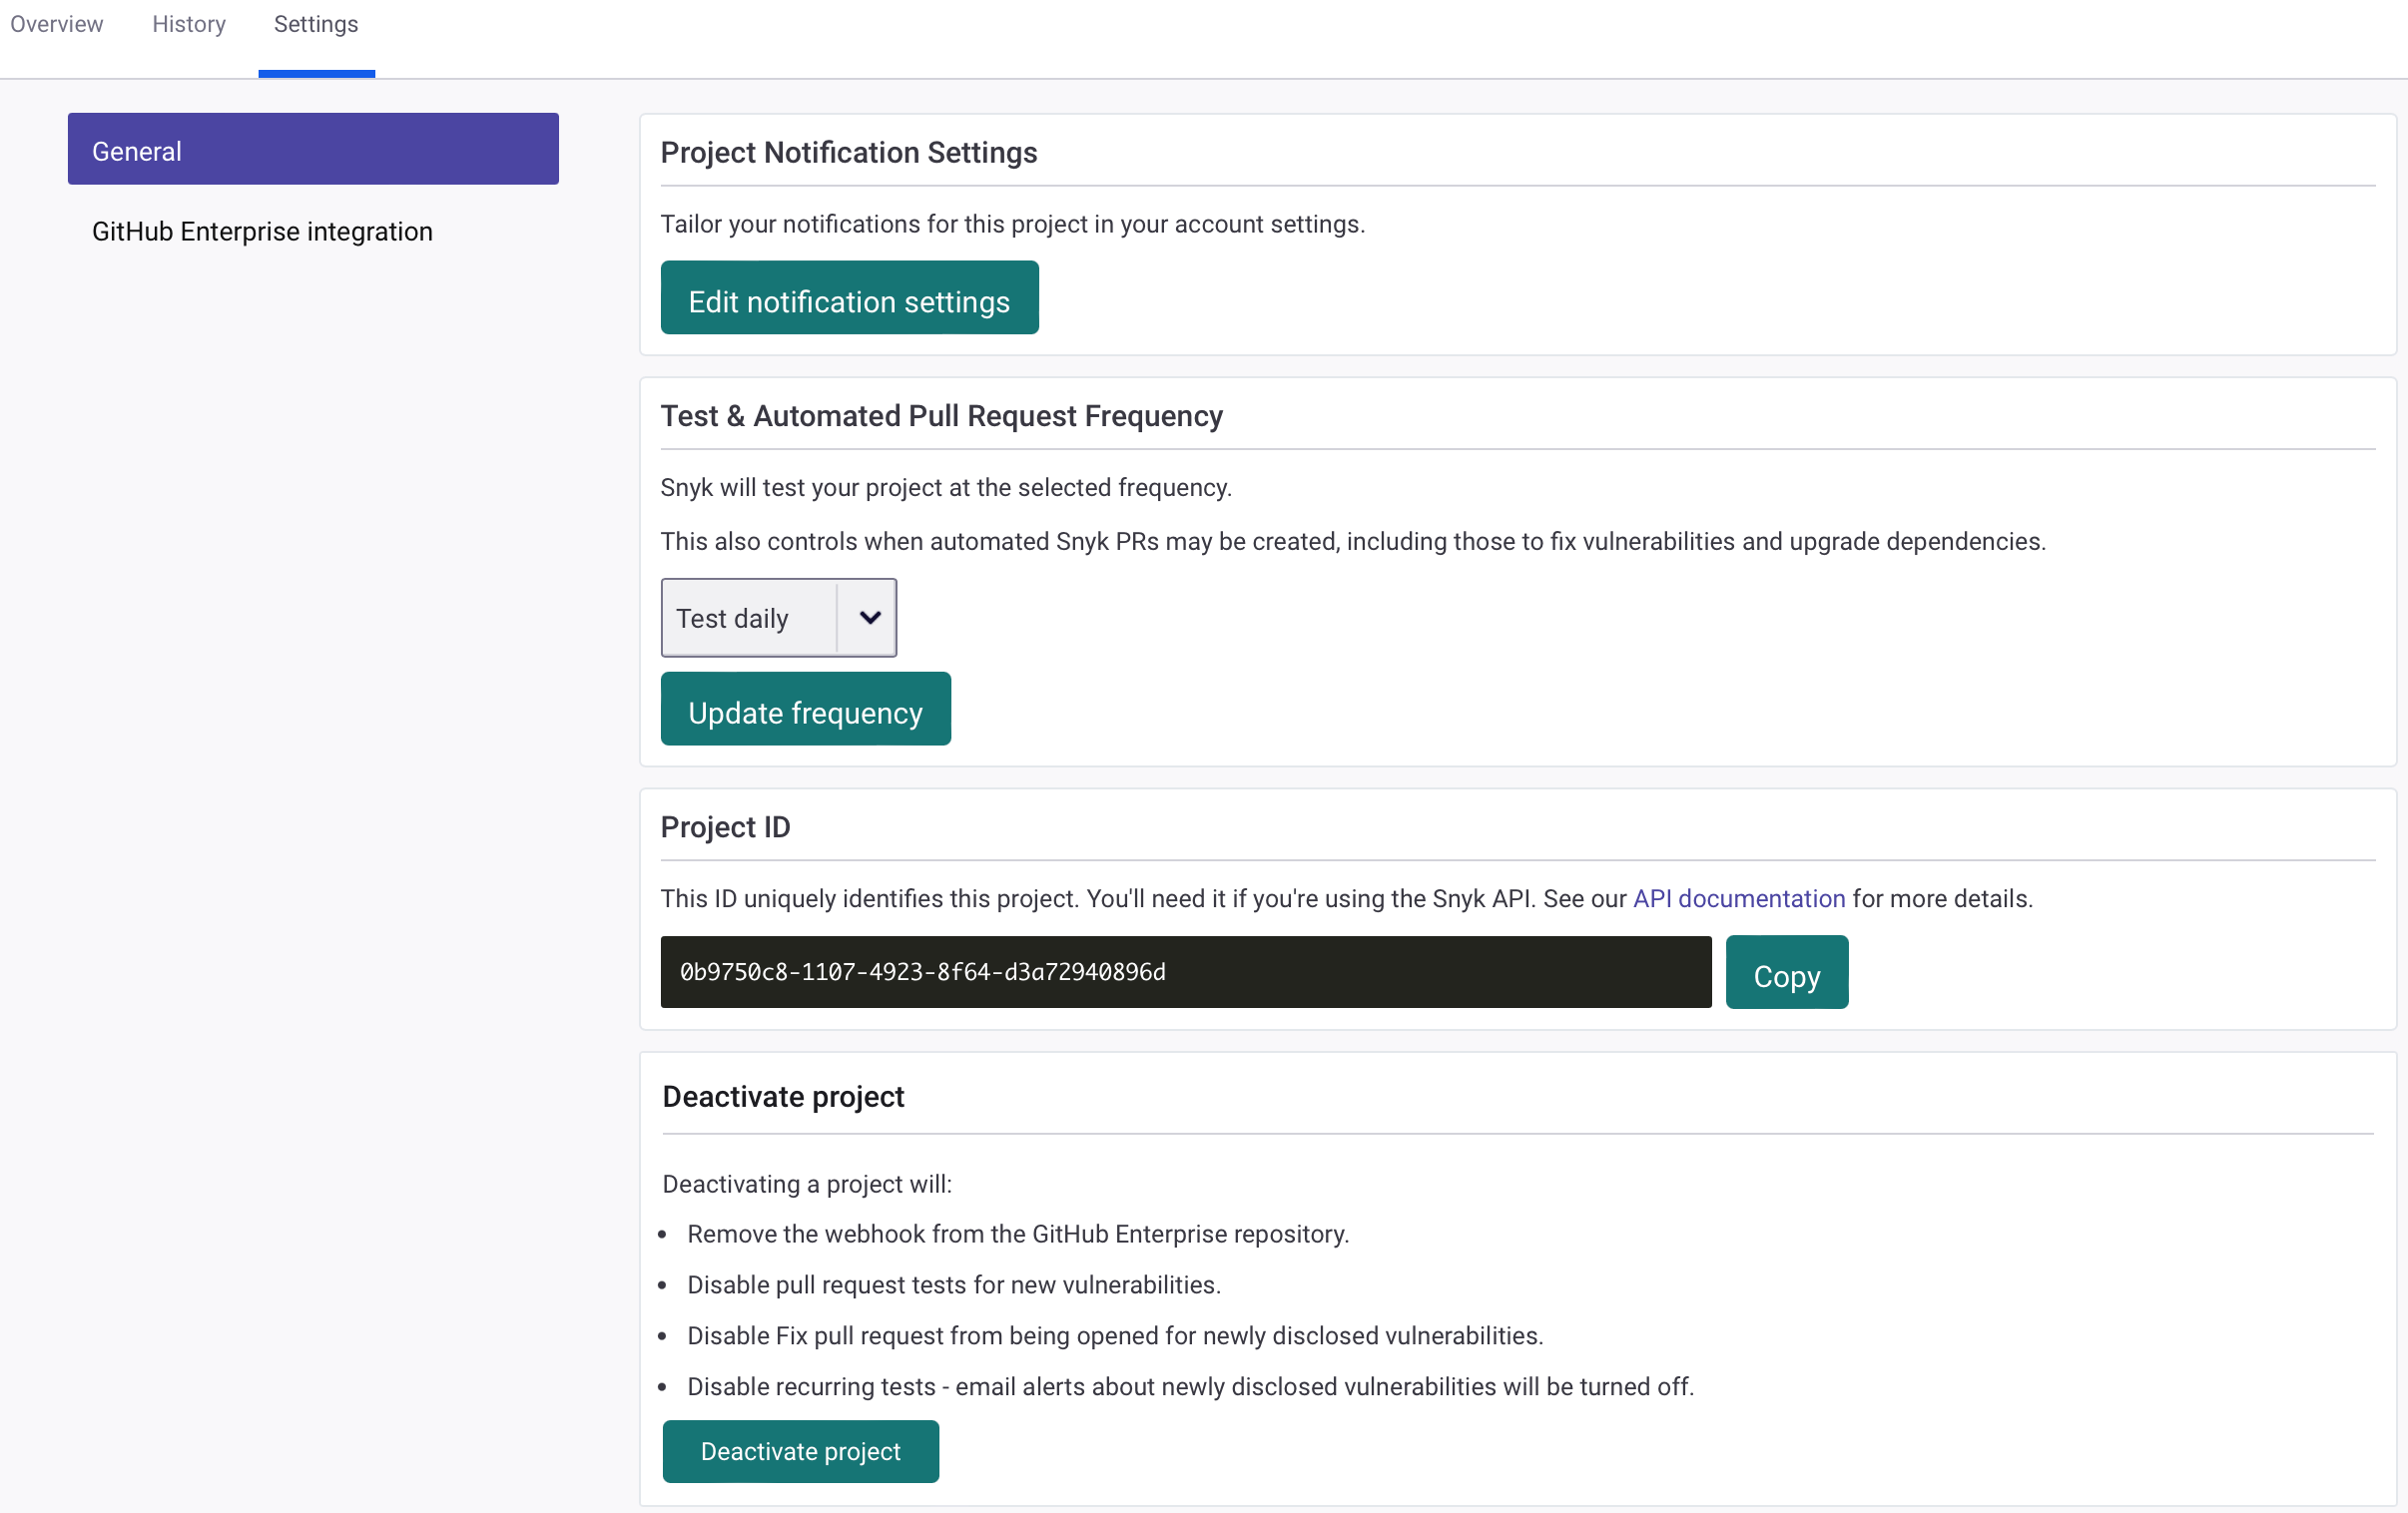 Overview History Settings
General
GitHub Enterprise integration
Project Notification Settings
Tailor your notifications for this project in your account settings.
Edit notification settings
Test & Automated Pull Request Frequency
Snyk will test your project at the selected frequency.
This also controls when automated Snyk PRs may be created, including those to fix vulnerabilities and upgrade dependencies.
Test daily
Update frequency
Project ID
This ID uniquely identifies this project. You'll need it if you're using the Snyk API. See our API documentation for more details.
0b9750c8-1107-4923-8f64-d3a72940896d
Copy
Deactivate project
Deactivating a project will:
• Remove the webhook from the GitHub Enterprise repository.
• Disable pull request tests for new vulnerabilities.
• Disable Fix pull request from being opened for newly disclosed vulnerabilities.
• Disable recurring tests - email alerts about newly disclosed vulnerabilities will be turned off.
Deactivate project